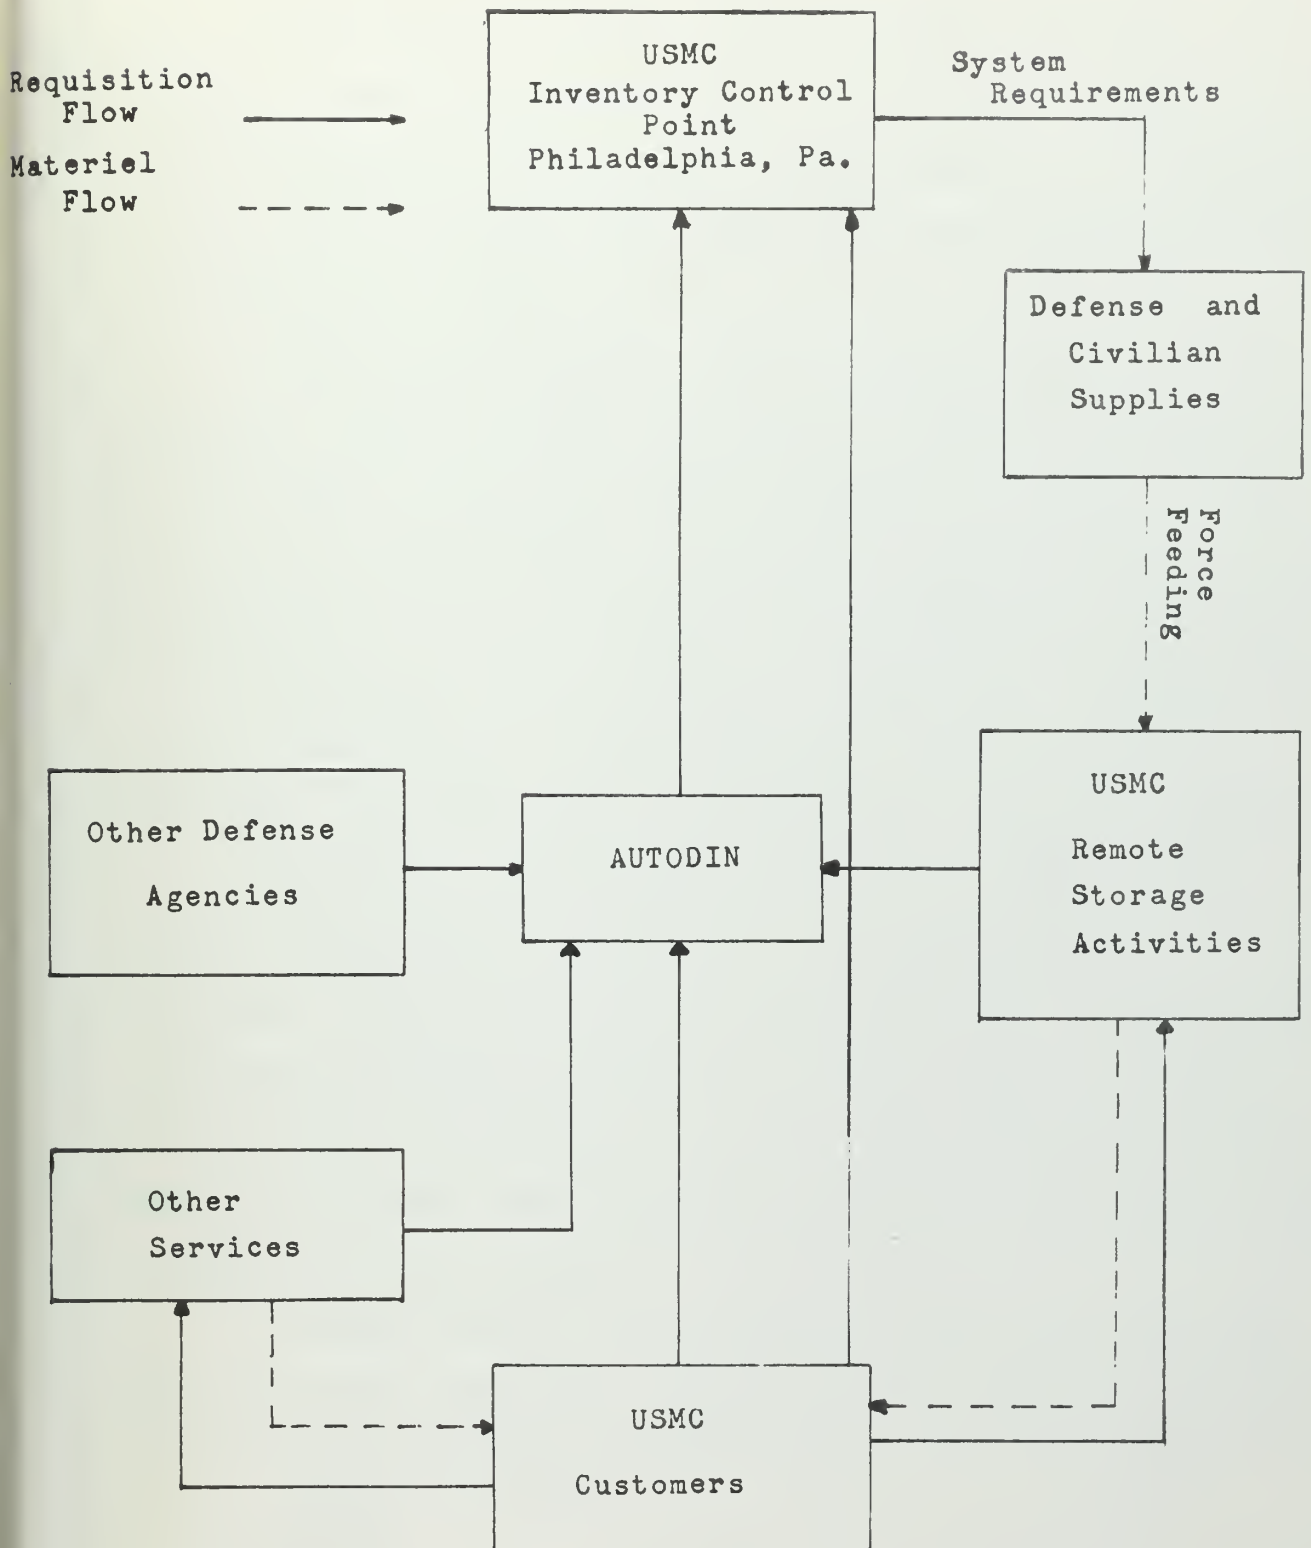 Requisition
Flow
Materiel
Flow
USMC
Inventory Control
Point
Philadelphia, Pa.
System
Requirements
Defense and
Civilian
Supplies
Force
Feeding
Other Defense
Agencies
AUTODIN
USMC
Remote
Storage
Activities
Other
Services
USMC
Customers